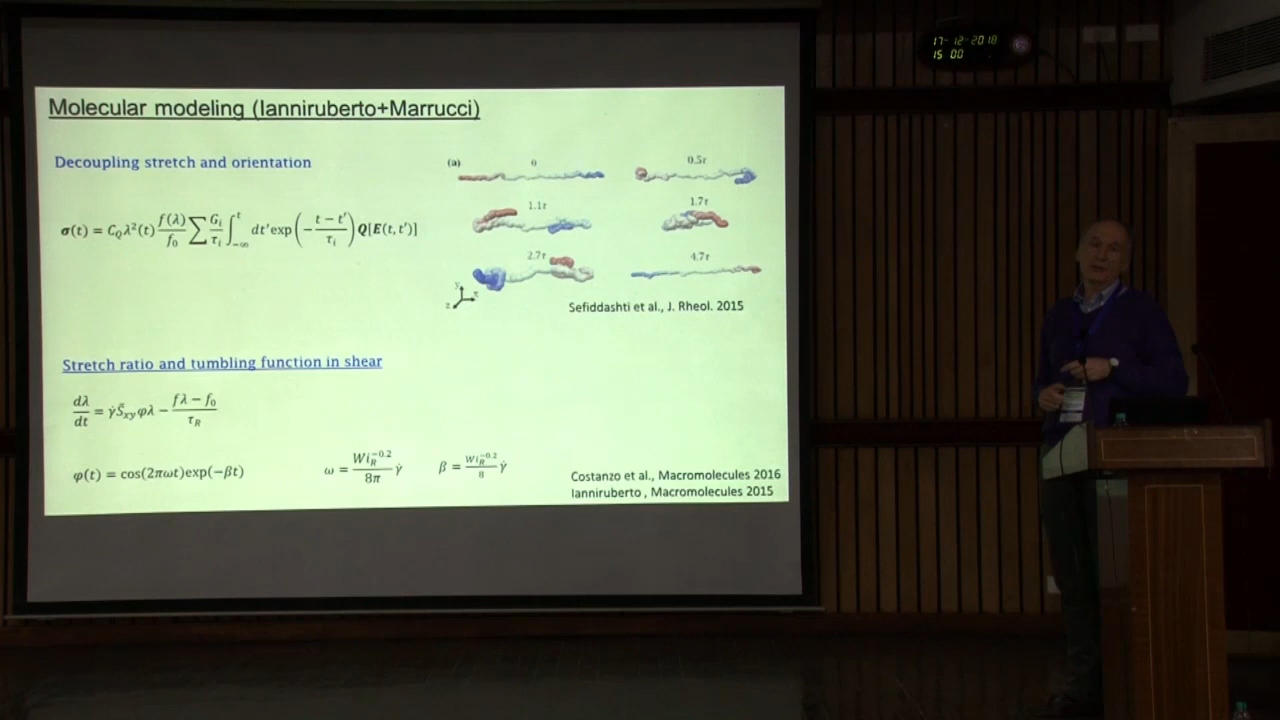 17-12-2018
15 00
Molecular modeling (Ianniruberto+Marrucci)
Decoupling stretch and orientation
σ(t) = C_Q λ²(t) f(λ)/f₀ ∑ G_i/τ_i ∫_{-∞}^{t} dt′exp(−(t − t′)/τ_i) Q[E(t,t′)]
(a) 0 0.5τ
1.1τ 1.7τ
2.7τ 4.7τ
y
z x
Sefiddashti et al., J. Rheol. 2015
Stretch ratio and tumbling function in shear
dλ/dt = γ̇S̃_xyφλ − (fλ − f₀)/τ_R
φ(t) = cos(2πωt)exp(−βt) ω = Wi_R^−0.2/8π γ̇ β = Wi_R^−0.2/8 γ̇
Costanzo et al., Macromolecules 2016
Ianniruberto , Macromolecules 2015